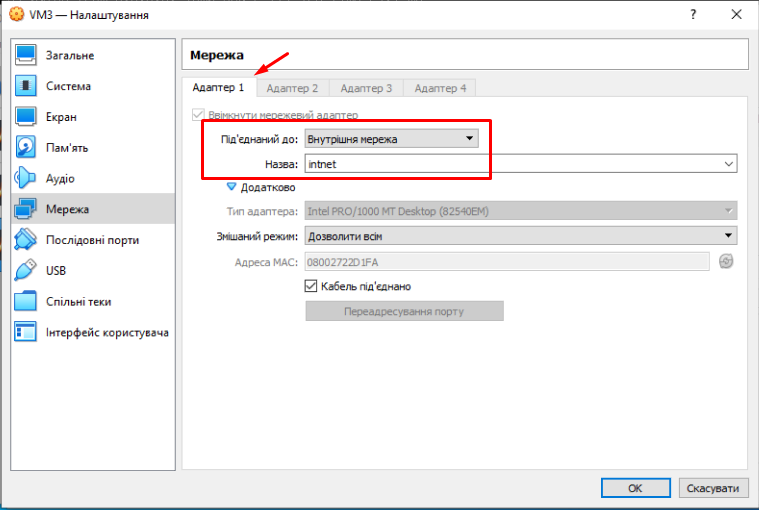 VM3 — Налаштування
?
Загальне
Система
Екран
Пам'ять
Аудіо
Мережа
Послідовні порти
USB
Спільні теки
Інтерфейс користувача
Мережа
Адаптер 1 Адаптер 2 Адаптер 3 Адаптер 4
Ввімкнути мережевий адаптер
Під'єднаний до: Внутрішня мережа
Назва: intnet
Додатково
Тип адаптера: Intel PRO/1000 MT Desktop (82540EM)
Змішаний режим: Дозволити всім
Адреса MAC: 08002722D1FA
Кабель під'єднано
Переадресування порту
OK Скасувати